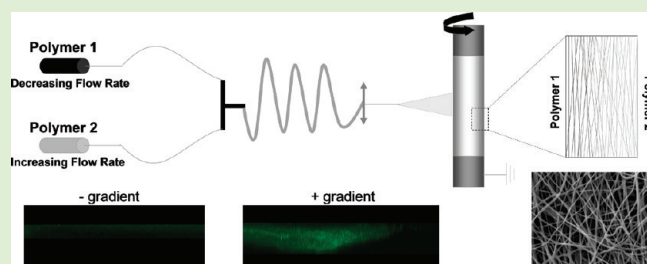 Polymer 1
Decreasing Flow Rate
Polymer 2
Increasing Flow Rate
Polymer 1
- gradient
+ gradient